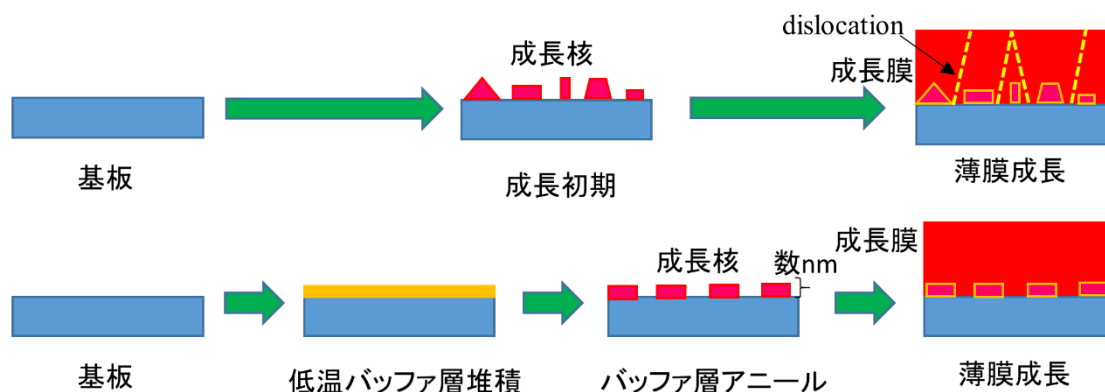 dislocation
成長核
成長膜
基板
成長初期
薄膜成長
成長膜
成長核
数nm
基板
低温バッファ層堆積
バッファ層アニール
薄膜成長